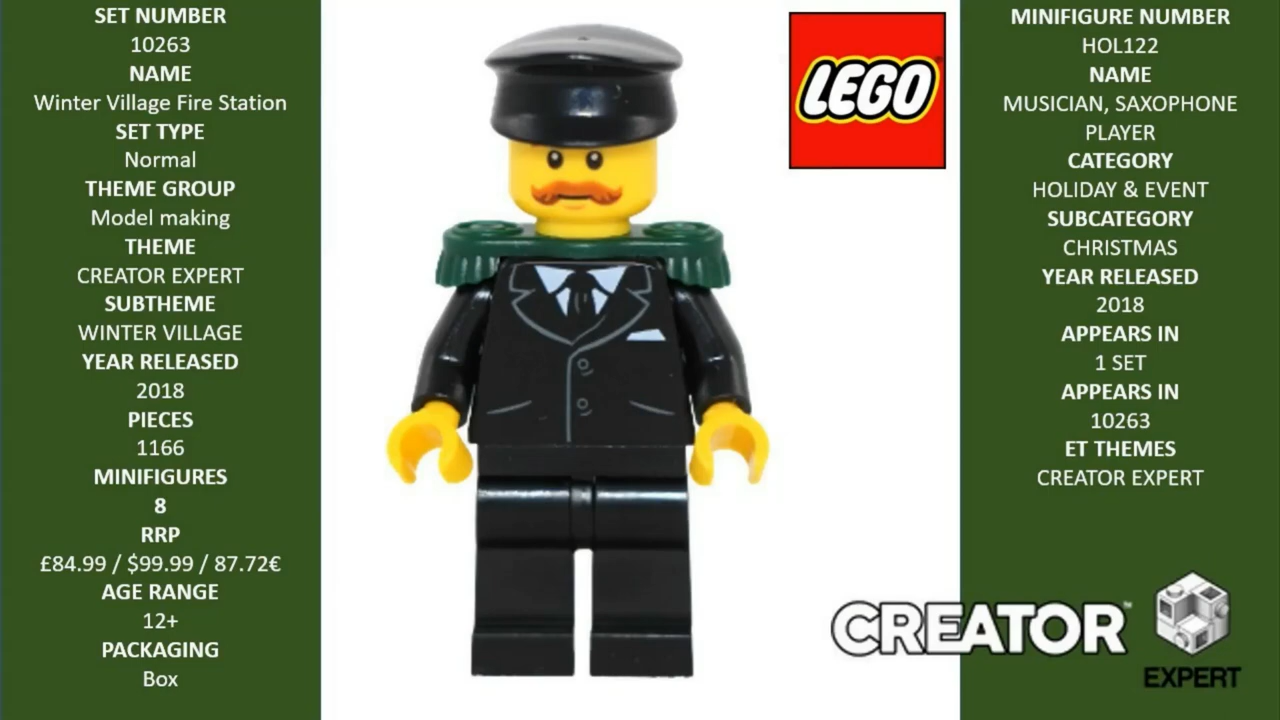 SET NUMBER
10263
NAME
Winter Village Fire Station
SET TYPE
Normal
THEME GROUP
Model making
THEME
CREATOR EXPERT
SUBTHEME
WINTER VILLAGE
YEAR RELEASED
2018
PIECES
1166
MINIFIGURES
8
RRP
£84.99 / $99.99 / 87.72€
AGE RANGE
12+
PACKAGING
Box
LEGO
MINIFIGURE NUMBER
HOL122
NAME
MUSICIAN, SAXOPHONE
PLAYER
CATEGORY
HOLIDAY & EVENT
SUBCATEGORY
CHRISTMAS
YEAR RELEASED
2018
APPEARS IN
1 SET
APPEARS IN
10263
ET THEMES
CREATOR EXPERT
CREATOR™
EXPERT